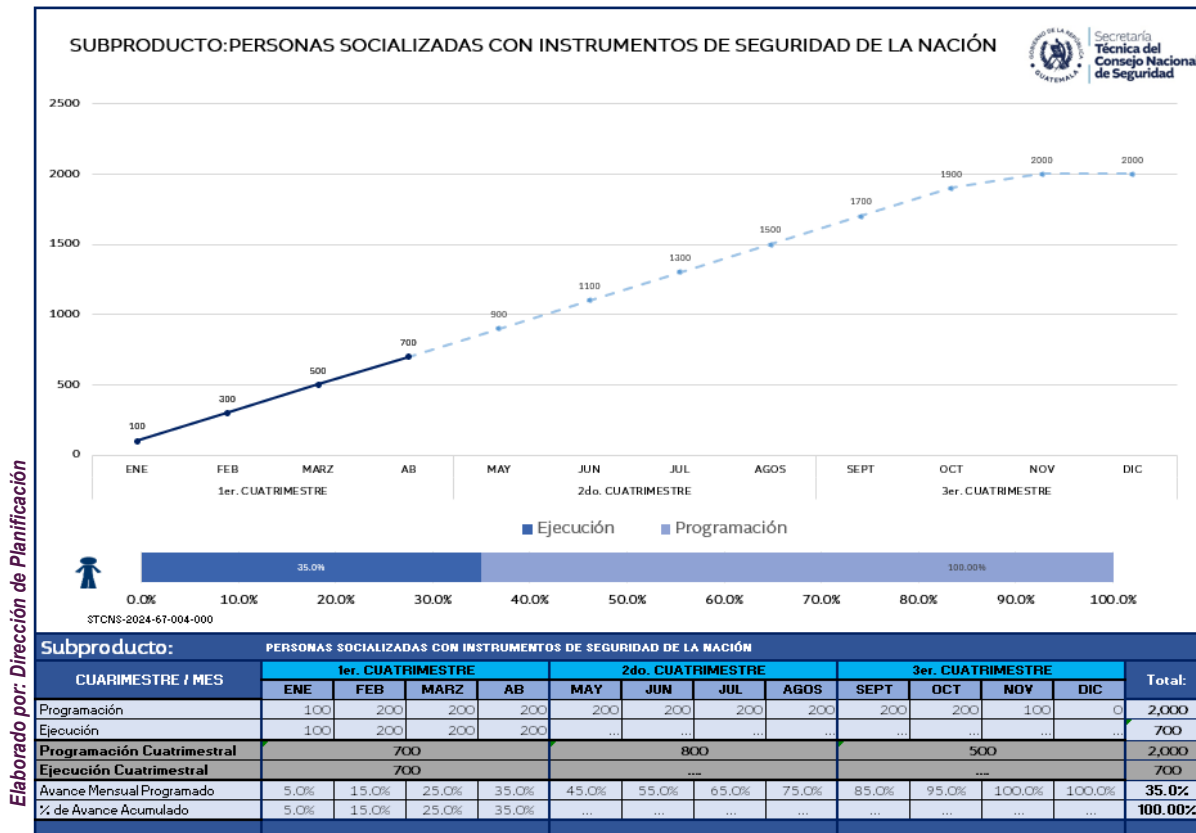 SUBPRODUCTO:PERSONAS SOCIALIZADAS CON INSTRUMENTOS DE SEGURIDAD DE LA NACIÓN
GOBIERNO DE LA REPÚBLICA
GUATEMALA
Secretaría
Técnica del
Consejo Nacional
de Seguridad
2500
2000
1500
1000
500
0
100
300
500
700
900
1100
1300
1500
1700
1900
2000
2000
ENE FEB MARZ AB MAY JUN JUL AGOS SEPT OCT NOV DIC
1er. CUATRIMESTRE 2do. CUATRIMESTRE 3er. CUATRIMESTRE
Ejecución Programación
35.0% 100.00%
0.0% 10.0% 20.0% 30.0% 40.0% 50.0% 60.0% 70.0% 80.0% 90.0% 100.0%
STCNS-2024-67-004-000
Elaborado por: Dirección de Planificación
Subproducto: PERSONAS SOCIALIZADAS CON INSTRUMENTOS DE SEGURIDAD DE LA NACIÓN
CUARIMESTRE / MES 1er. CUATRIMESTRE 2do. CUATRIMESTRE 3er. CUATRIMESTRE Total:
ENE FEB MARZ AB MAY JUN JUL AGOS SEPT OCT NOV DIC
Programación 100 200 200 200 200 200 200 200 200 200 100 0 2,000
Ejecución 100 200 200 200 ... ... ... ... ... ... ... ... 700
Programación Cuatrimestral 700 800 500 2,000
Ejecución Cuatrimestral 700 .... .... 700
Avance Mensual Programado 5.0% 15.0% 25.0% 35.0% 45.0% 55.0% 65.0% 75.0% 85.0% 95.0% 100.0% 100.0% 35.0%
% de Avance Acumulado 5.0% 15.0% 25.0% 35.0% ... ... ... ... ... ... ... ... 100.00%